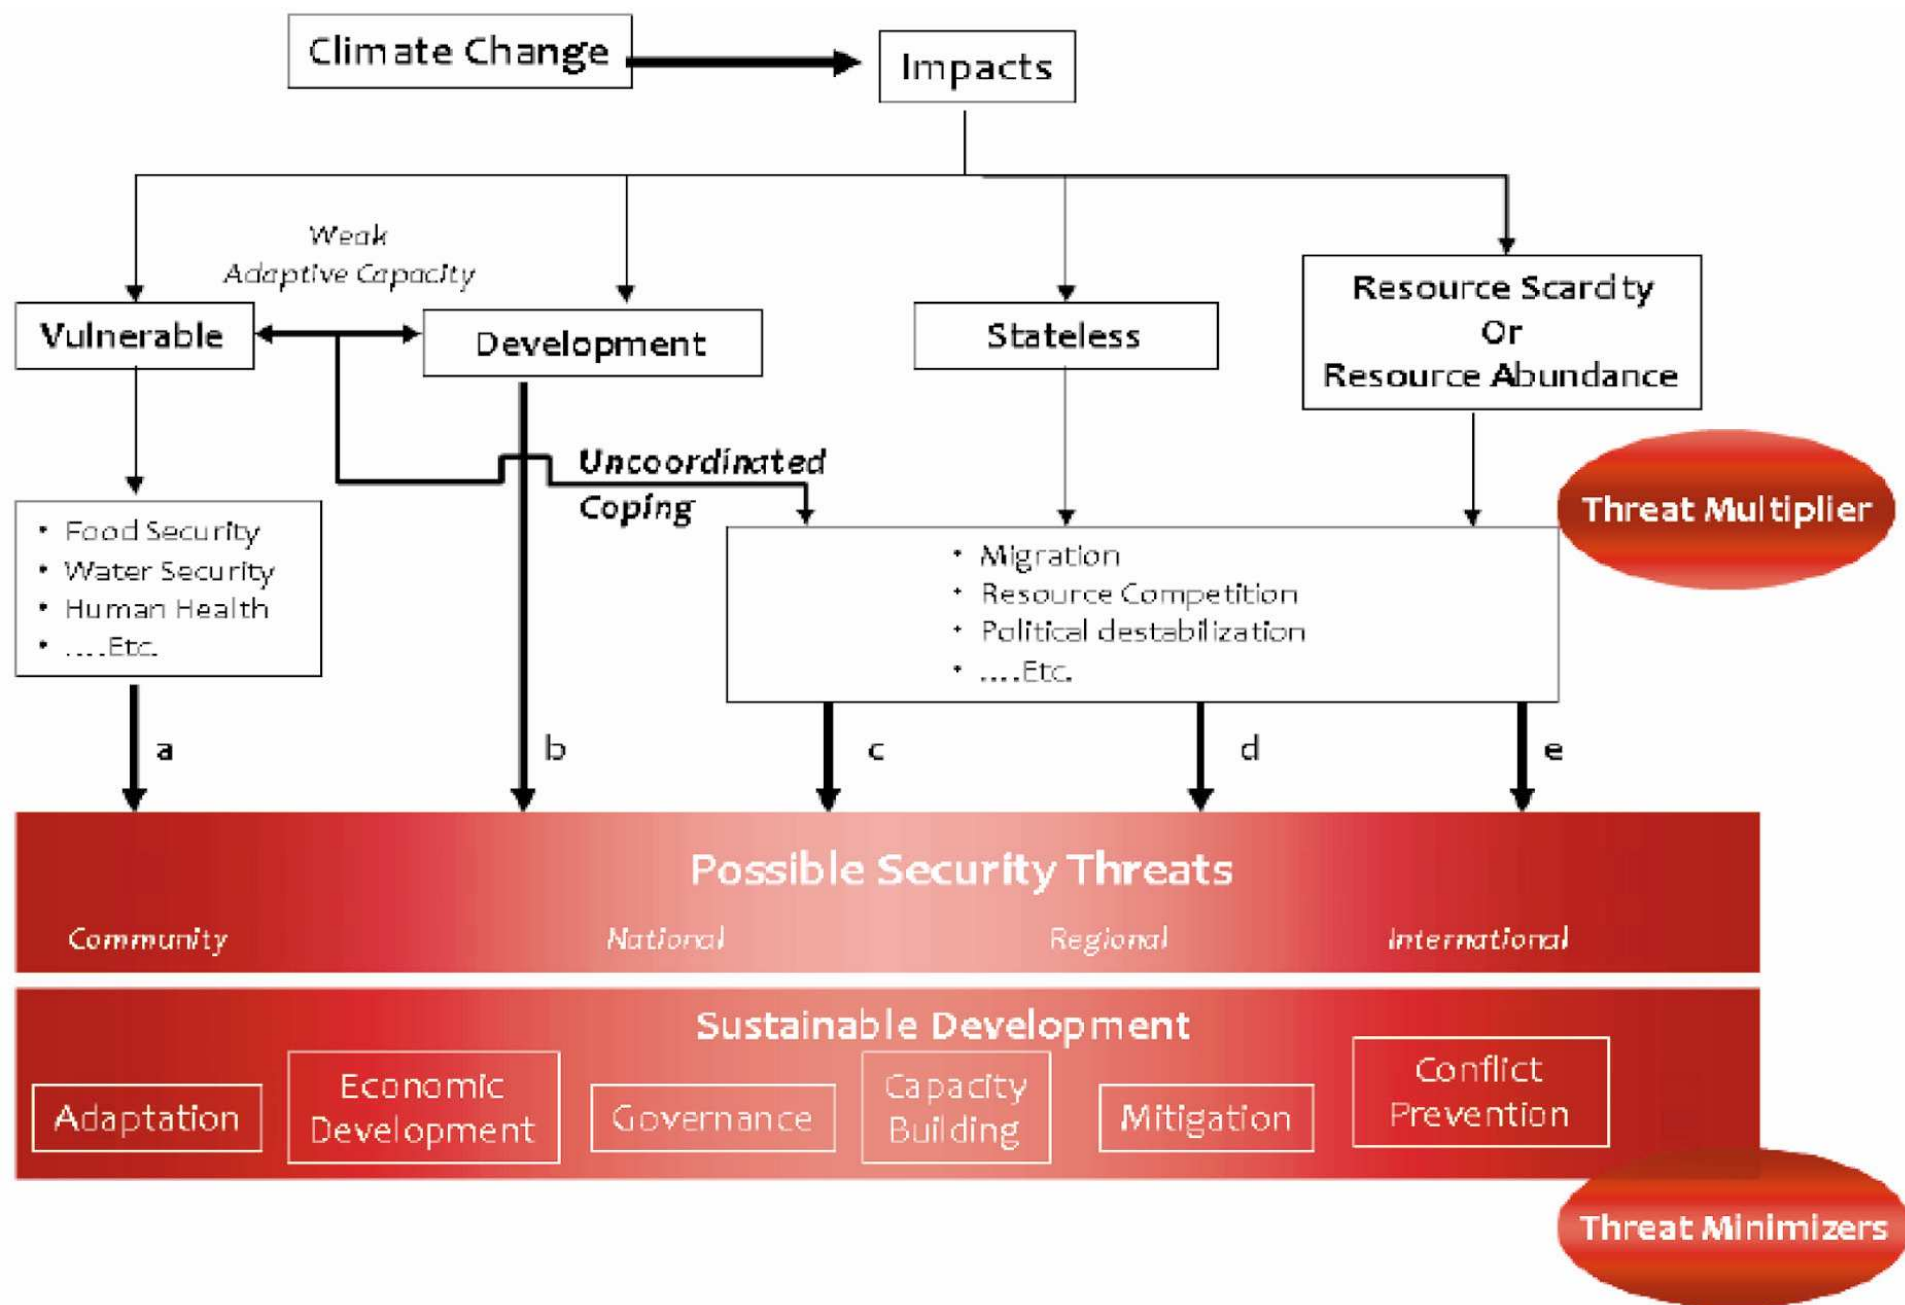 Climate Change
Impacts
Weak
Adaptive Capacity
Vulnerable
Development
Stateless
Resource Scarcity
Or
Resource Abundance
Uncoordinated
Coping
Threat Multiplier
• Food Security
• Water Security
• Human Health
• ....Etc.
• Migration
• Resource Competition
• Political destabilization
• ....Etc.
a
b
c
d
e
Possible Security Threats
Community
National
Regional
International
Sustainable Development
Adaptation
Economic
Development
Governance
Capacity
Building
Mitigation
Conflict
Prevention
Threat Minimizers